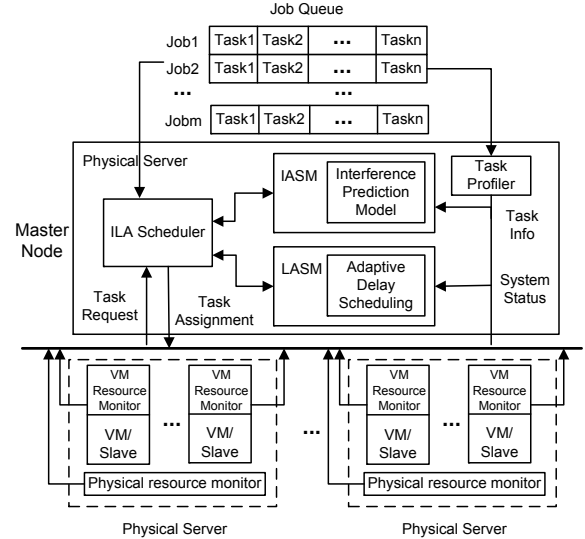 Job Queue
Job1 Task1 Task2 ... Taskn
Job2 Task1 Task2 ... Taskn
... ...
Jobm Task1 Task2 ... Taskn
Physical Server
Master
Node
ILA Scheduler
IASM
Interference
Prediction
Model
Task
Profiler
Task
Info
LASM
Adaptive
Delay
Scheduling
System
Status
Task
Request
Task
Assignment
VM
Resource
Monitor
VM/
Slave
...
VM
Resource
Monitor
VM/
Slave
Physical resource monitor
Physical Server
...
VM
Resource
Monitor
VM/
Slave
...
VM
Resource
Monitor
VM/
Slave
Physical resource monitor
Physical Server